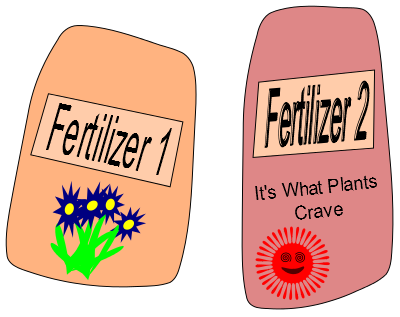 Fertilizer 1
Fertilizer 2
It's What Plants
Crave